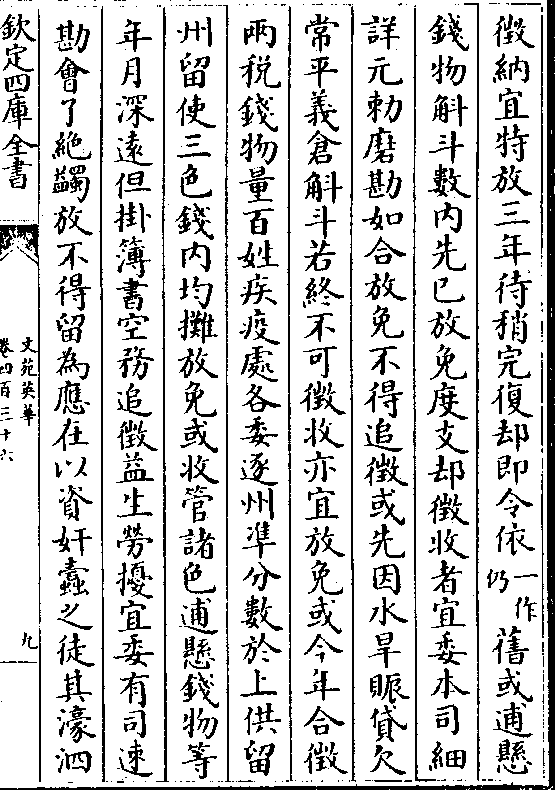 徵納宜特放三年待稍完復却即令依一作仍舊或逋懸
錢物斛斗數内先已放免度支却徵收者宜委本司細
詳元勅磨勘如合放免不得追徵或先因水旱賑貸欠
常平義倉斛斗若終不可徵收亦宜放免或今年合徵
兩税錢物量百姓疾疫處各委逐州準分數於上供留
州留使三色錢内均攤放免或收管諸色逋懸錢物等
年月深遠但掛簿書空務追徵益生勞擾宜委有司速
勘會了絶蠲放不得留為應在以資奸蠹之徒其濠泗
欽定四庫全書
文苑英華
卷四百三十六
九